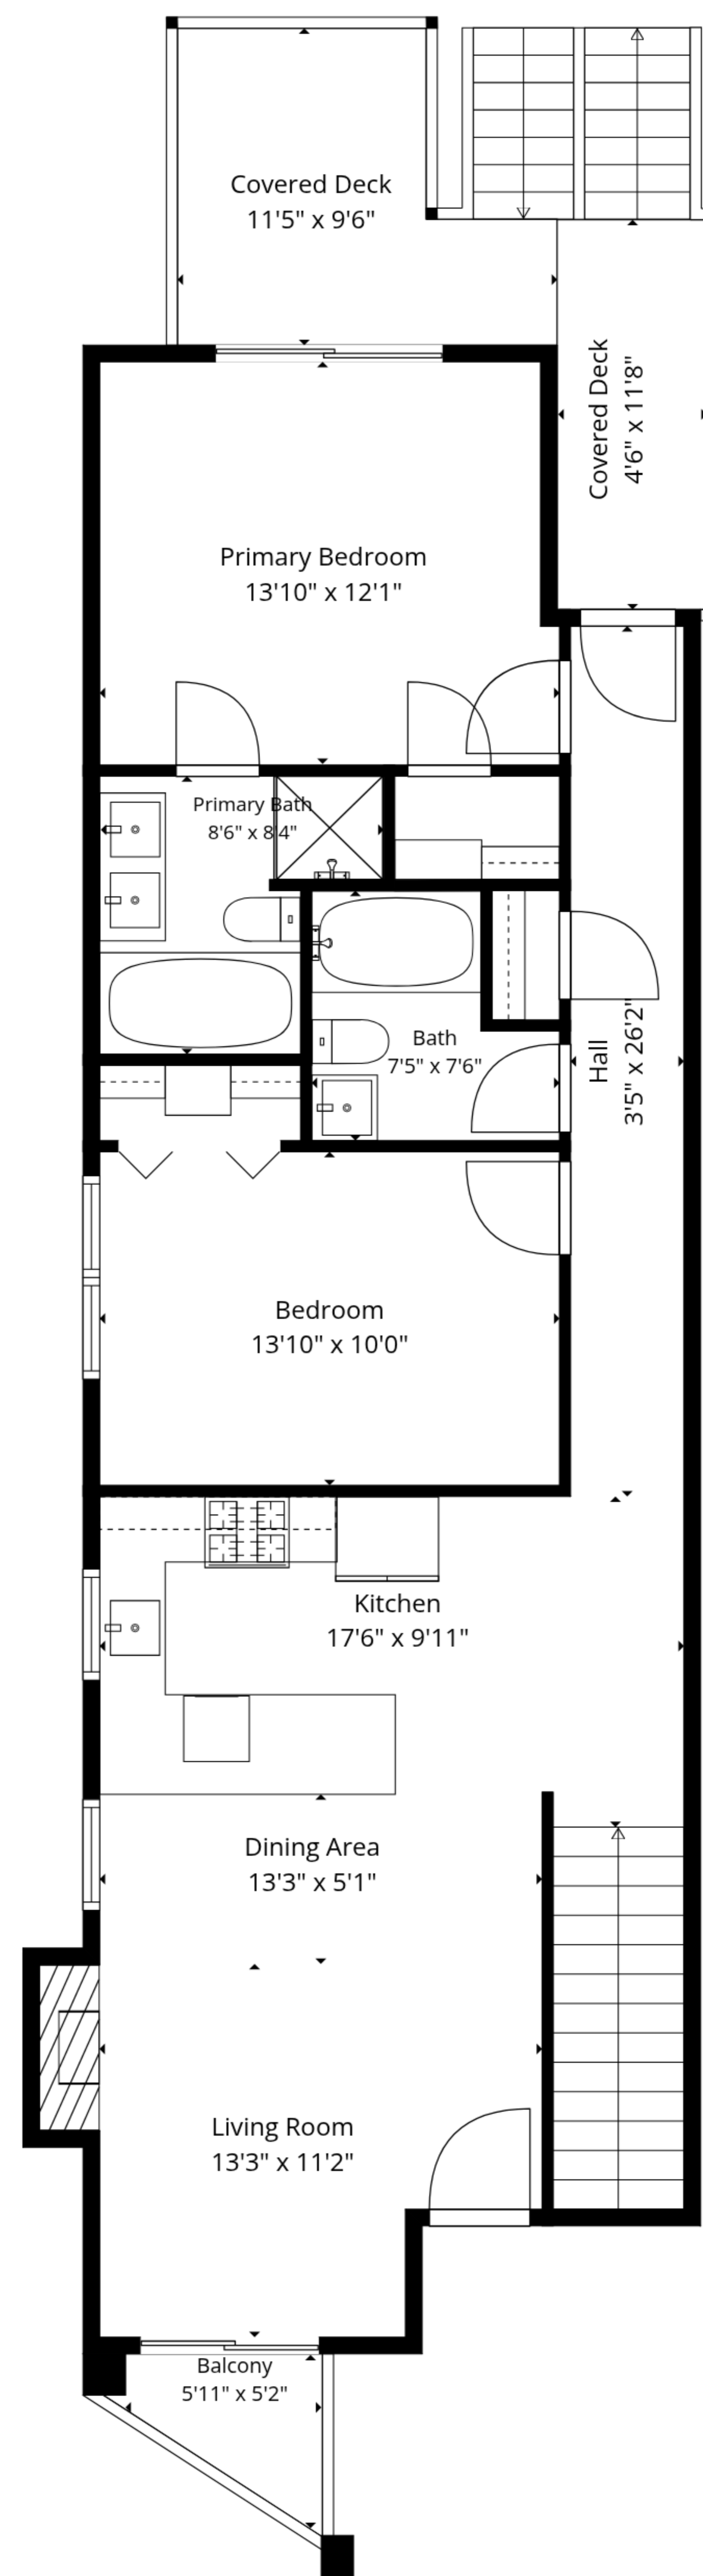 Covered Deck
11'5" x 9'6"
Covered Deck
4'6" x 11'8"
Primary Bedroom
13'10" x 12'1"
Primary Bath
8'6" x 8'4"
Bath
7'5" x 7'6"
Hall
3'5" x 26'2"
Bedroom
13'10" x 10'0"
Kitchen
17'6" x 9'11"
Dining Area
13'3" x 5'1"
Living Room
13'3" x 11'2"
Balcony
5'11" x 5'2"